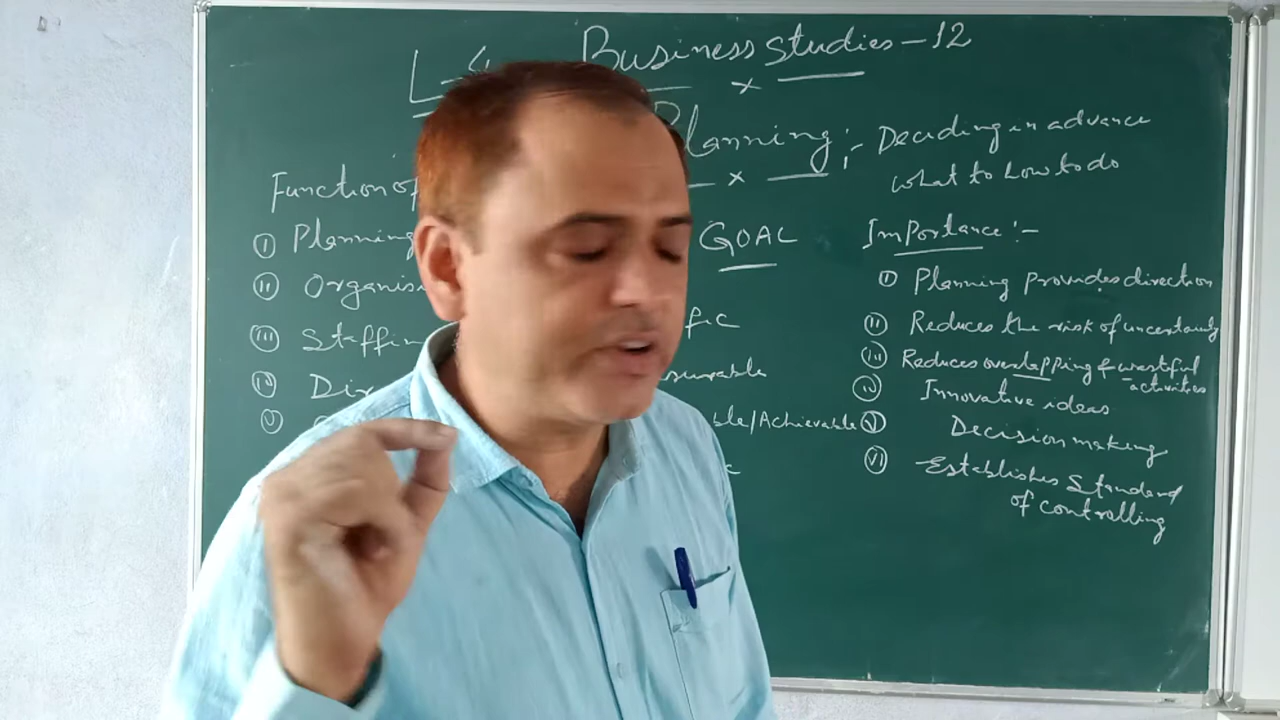 L-4 Business studies-12
Planning :- Deciding in advance
what to how to do
Function of
(i) Planning
(ii) Organis
(iii) Staffin
(iv) Dir
(v)
GOAL
fic
surable
ble/Achievable
c
Importance :-
(i) Planning provides direction
(ii) Reduces the risk of uncertainty
(iii) Reduces overlapping & wasteful
activities
(iv) Innovative ideas
(v) Decision making
(vi) Establishes Standard
of controlling